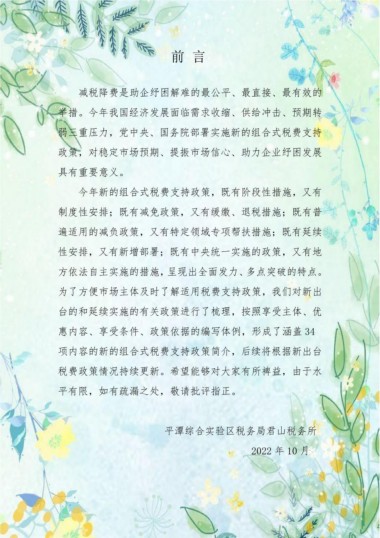 前 言
减税降费是助企纾困解难的最公平、最直接、最有效的
举措。今年我国经济发展面临需求收缩、供给冲击、预期转
弱三重压力，党中央、国务院部署实施新的组合式税费支持
政策，对稳定市场预期、提振市场信心、助力企业纾困发展
具有重要意义。
今年新的组合式税费支持政策，既有阶段性措施，又有
制度性安排；既有减免政策，又有缓缴、退税措施；既有普
遍适用的减负政策，又有特定领域专项帮扶措施；既有延续
性安排，又有新增部署；既有中央统一实施的政策，又有地
方依法自主实施的措施，呈现出全面发力、多点突破的特点。
为了方便市场主体及时了解适用税费支持政策，我们对新出
台的和延续实施的有关政策进行了梳理，按照享受主体、优
惠内容、享受条件、政策依据的编写体例，形成了涵盖 34
项内容的新的组合式税费支持政策简介，后续将根据新出台
税费政策情况持续更新。希望能够对大家有所裨益，由于水
平有限，如有疏漏之处，敬请批评指正。
平潭综合实验区税务局君山税务所
2022 年 10 月